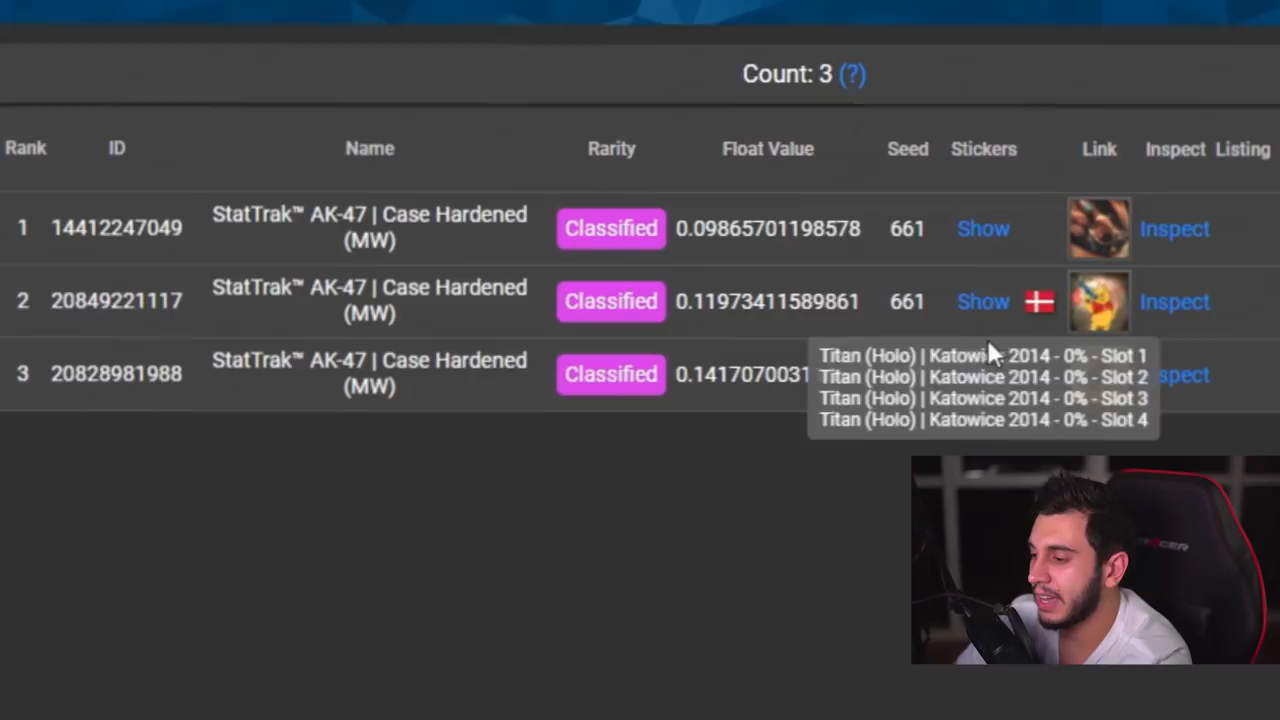 Count: 3 (?)
Rank ID Name Rarity Float Value Seed Stickers Link Inspect Listing
1 14412247049 StatTrak™ AK-47 | Case Hardened (MW) Classified 0.09865701198578 661 Show Inspect
2 20849221117 StatTrak™ AK-47 | Case Hardened (MW) Classified 0.11973411589861 661 Show Inspect
3 20828981988 StatTrak™ AK-47 | Case Hardened (MW) Classified 0.1417070031 spect
Titan (Holo) | Katowice 2014 - 0% - Slot 1
Titan (Holo) | Katowice 2014 - 0% - Slot 2
Titan (Holo) | Katowice 2014 - 0% - Slot 3
Titan (Holo) | Katowice 2014 - 0% - Slot 4